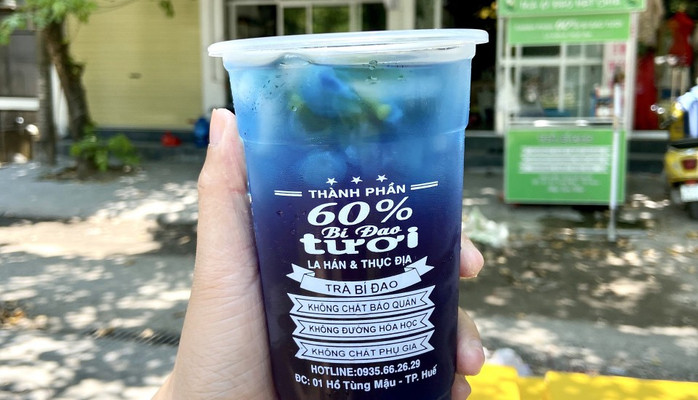 THÀNH PHẦN
60%
Bí Đao
tươi
LA HÁN & THỤC ĐỊA
TRÀ BÍ ĐAO
KHÔNG CHẤT BẢO QUẢN
KHÔNG ĐƯỜNG HÓA HỌC
KHÔNG CHẤT PHỤ GIA
HOTLINE:0935.66.26.29
ĐC: 01 Hồ Tùng Mậu - TP. Huế